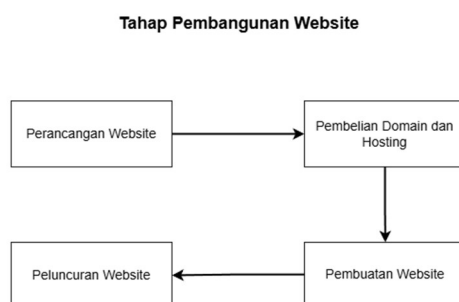 Tahap Pembangunan Website
Perancangan Website
Pembelian Domain dan
Hosting
Pembuatan Website
Peluncuran Website